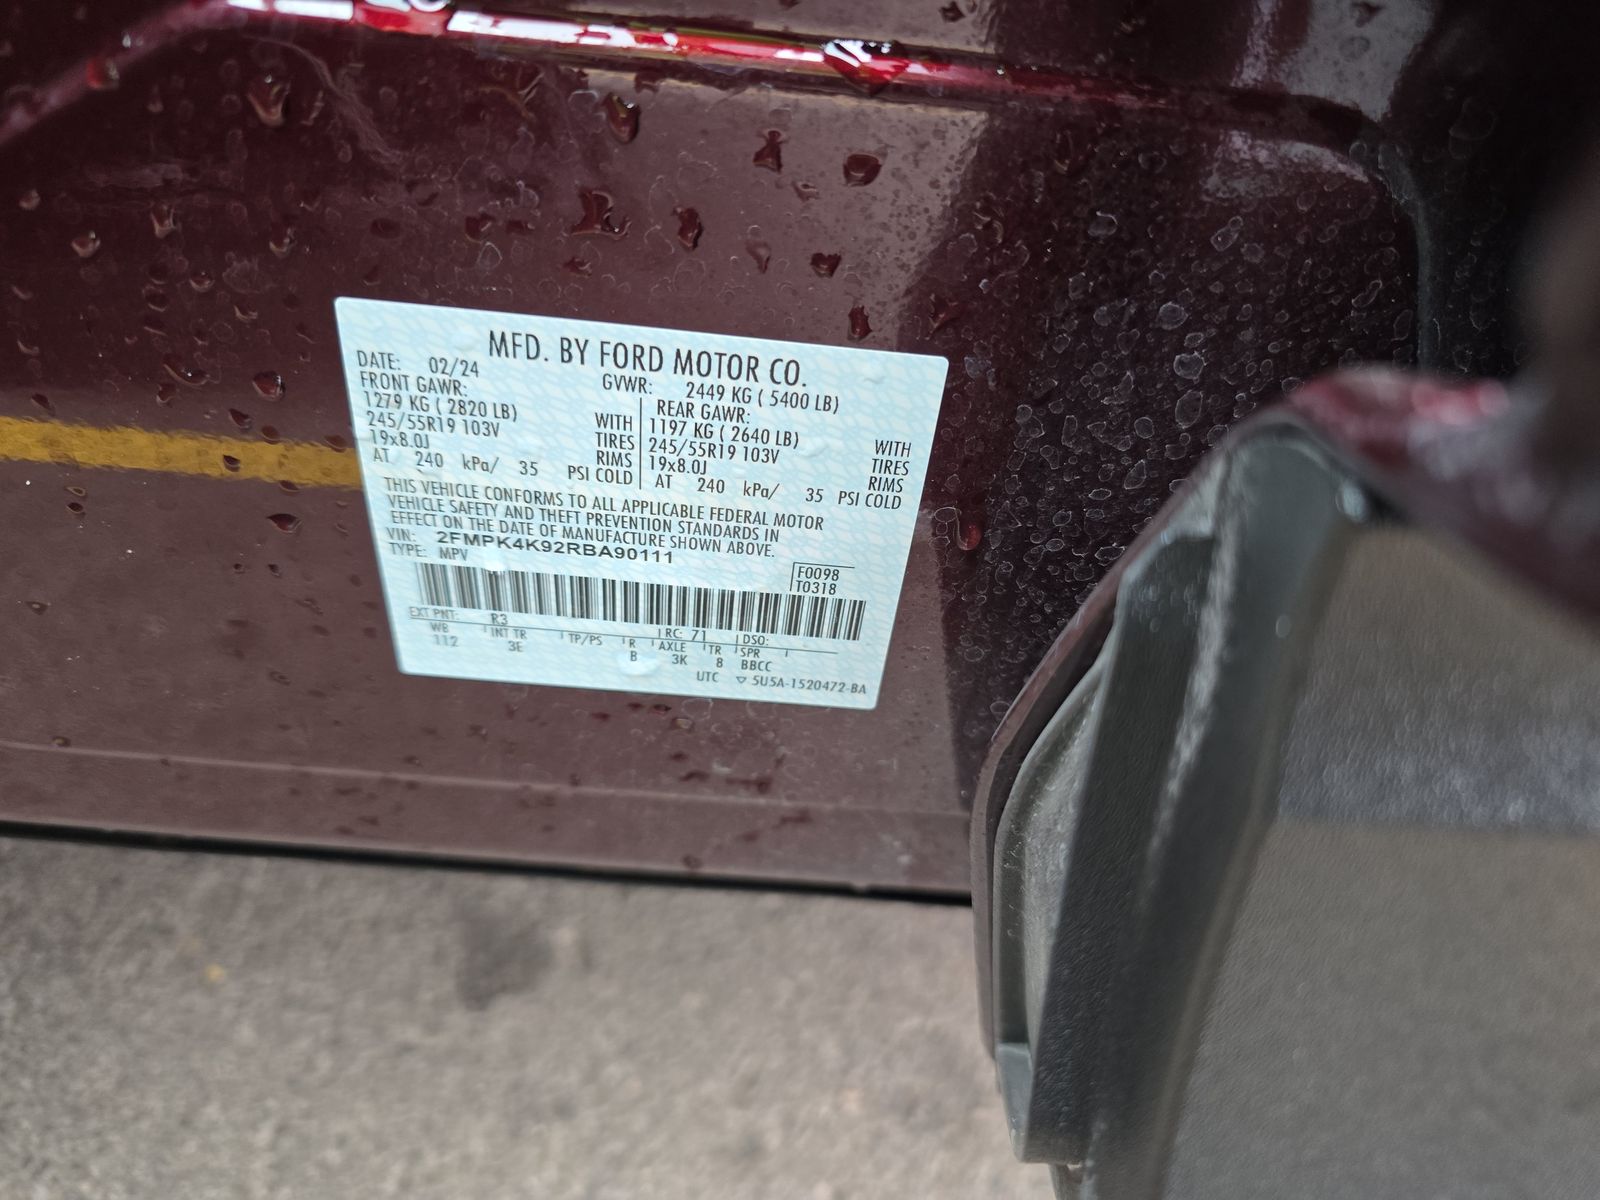 MFD. BY FORD MOTOR CO.
DATE: 02/24 GVWR: 2449 KG ( 5400 LB)
FRONT GAWR: REAR GAWR:
1279 KG ( 2820 LB) WITH 1197 KG ( 2640 LB) WITH
245/55R19 103V TIRES 245/55R19 103V TIRES
19x8.0J RIMS 19x8.0J RIMS
AT 240 kPa/ 35 PSI COLD AT 240 kPa/ 35 PSI COLD
THIS VEHICLE CONFORMS TO ALL APPLICABLE FEDERAL MOTOR
VEHICLE SAFETY AND THEFT PREVENTION STANDARDS IN
EFFECT ON THE DATE OF MANUFACTURE SHOWN ABOVE.
VIN: 2FMPK4K92RBA90111
TYPE: MPV
F0098
T0318
EXT PNT: R3 RC: 71 DSO:
WB INT TR TP/PS R AXLE TR SPR
112 3E B 3K 8 BBCC
UTC ▽ 5U5A-1520472-BA